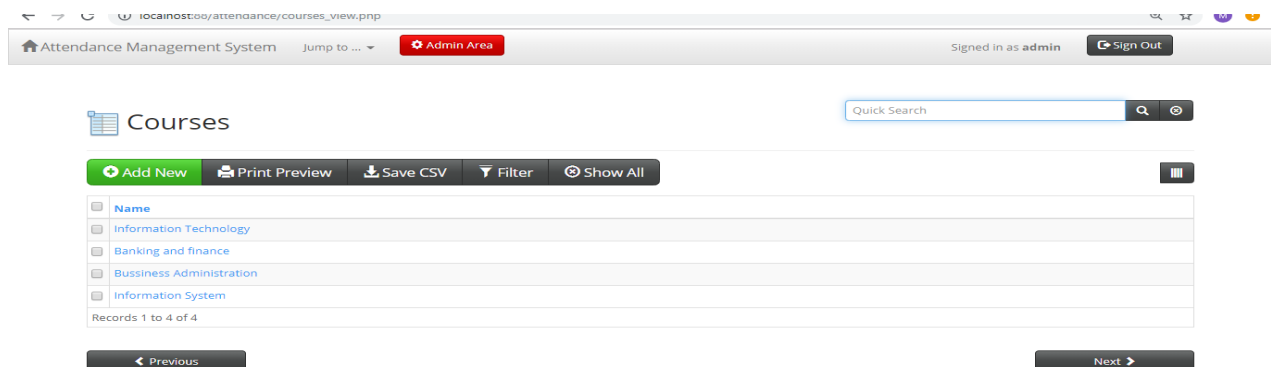 localhost:88/attendance/courses_view.php
M
Attendance Management System Jump to ... Admin Area Signed in as admin Sign Out
Courses
Quick Search
Add New Print Preview Save CSV Filter Show All
Name
Information Technology
Banking and finance
Bussiness Administration
Information System
Records 1 to 4 of 4
Previous Next